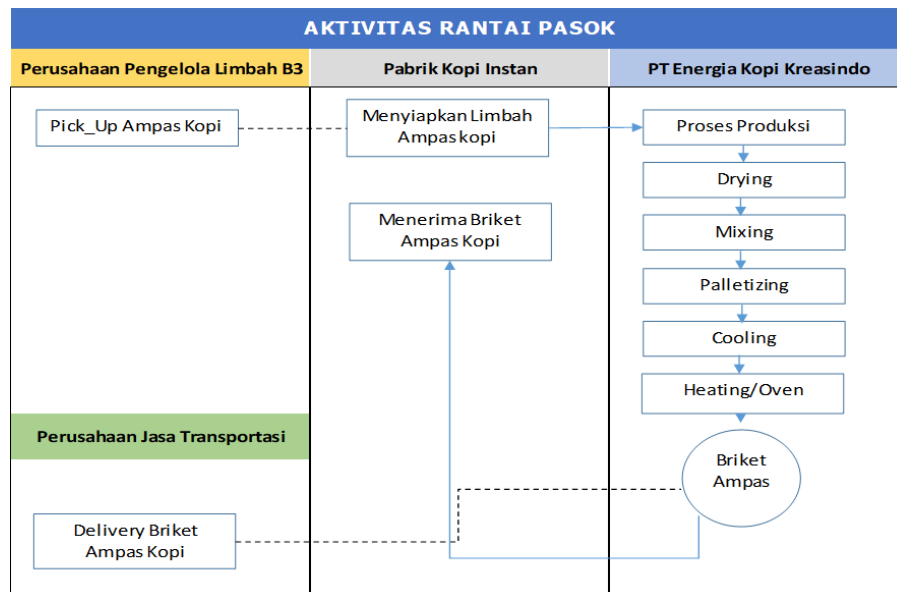 AKTIVITAS RANTAI PASOK
Perusahaan Pengelola Limbah B3
Pabrik Kopi Instan
PT Energia Kopi Kreasindo
Pick_Up Ampas Kopi
Menyiapkan Limbah
Ampas kopi
Proses Produksi
Drying
Menerima Briket
Ampas Kopi
Mixing
Palletizing
Cooling
Heating/Oven
Perusahaan Jasa Transportasi
Briket
Ampas
Delivery Briket
Ampas Kopi